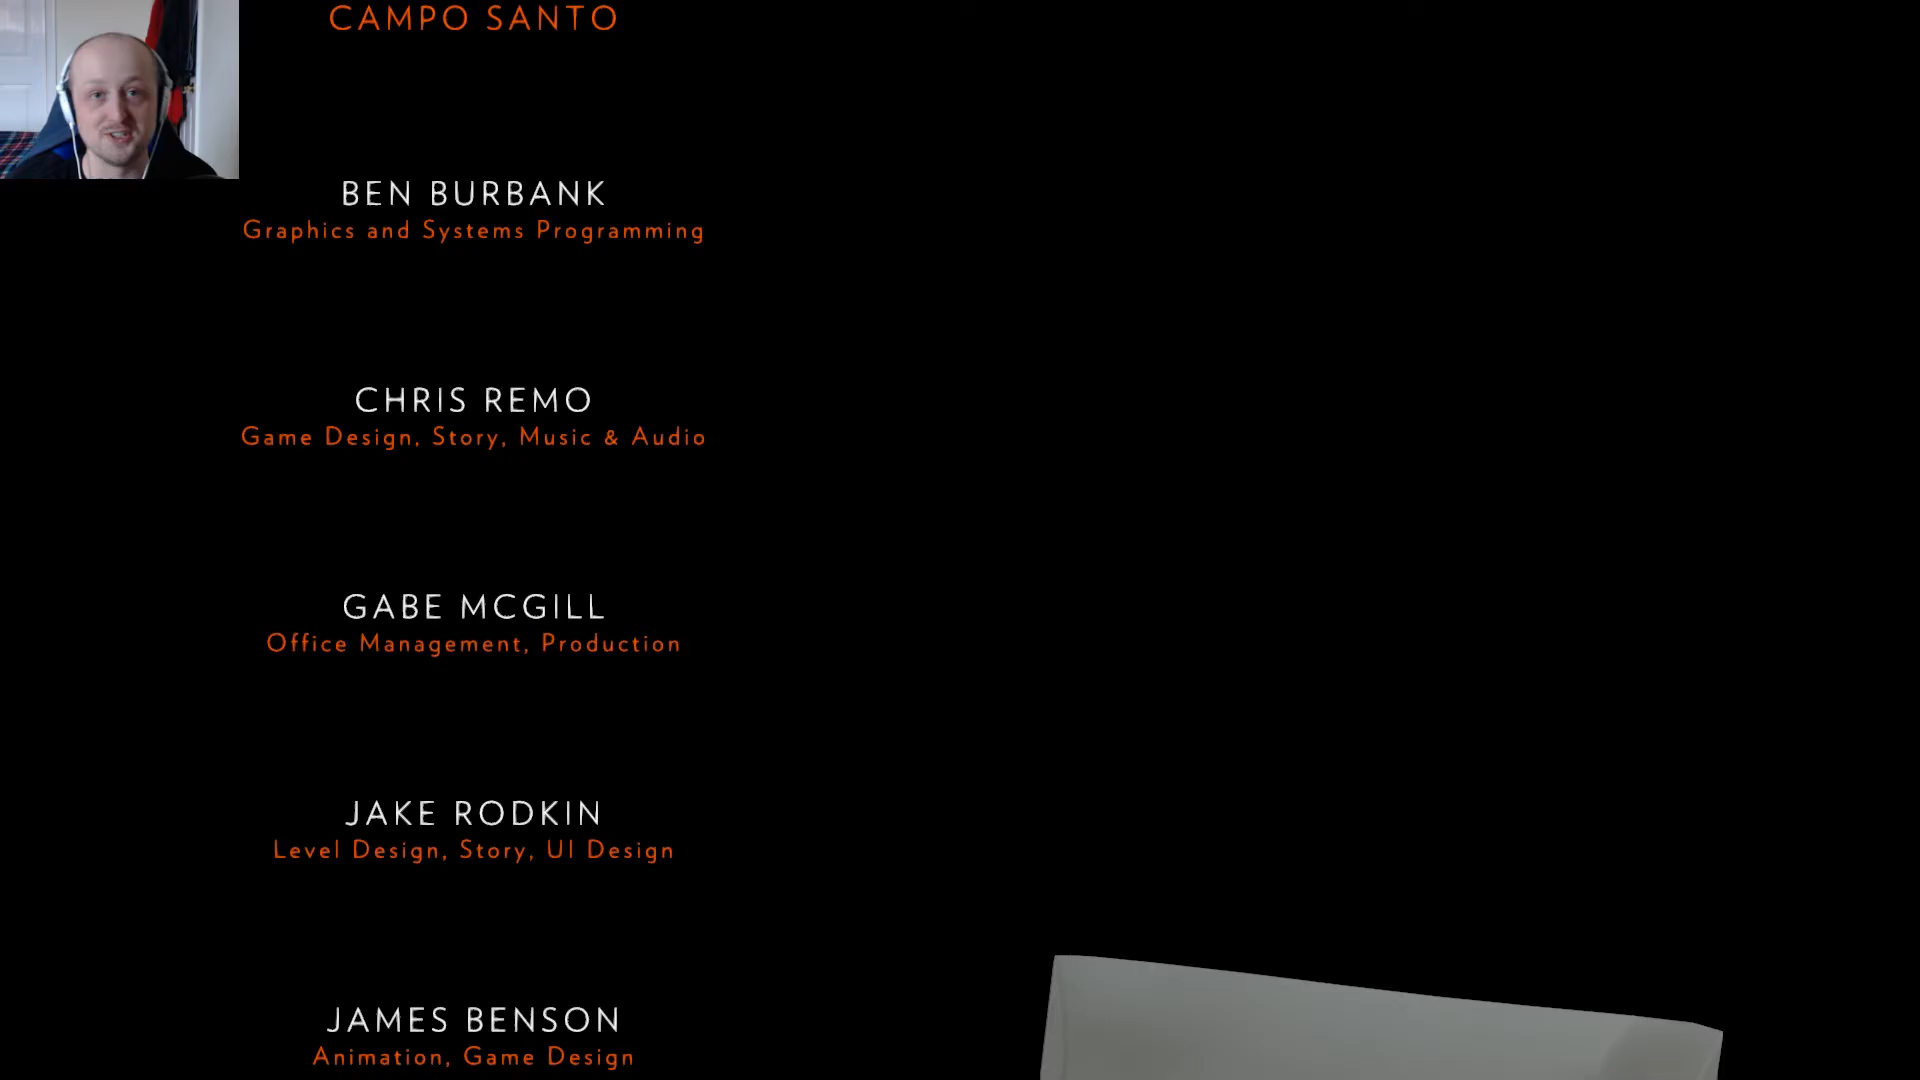 CAMPO SANTO
BEN BURBANK
Graphics and Systems Programming
CHRIS REMO
Game Design, Story, Music & Audio
GABE MCGILL
Office Management, Production
JAKE RODKIN
Level Design, Story, UI Design
JAMES BENSON
Animation, Game Design